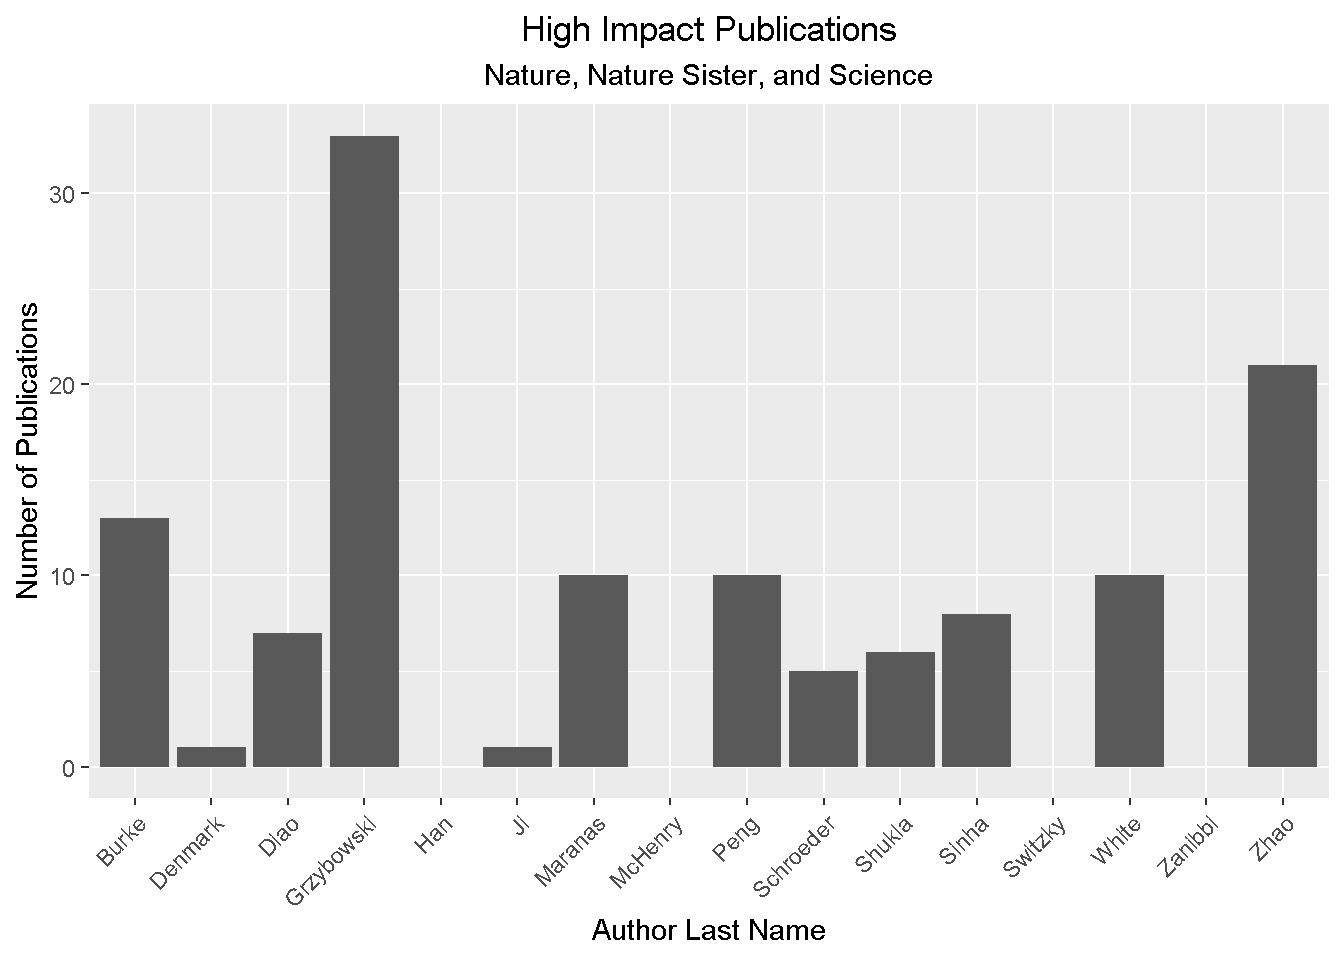 High Impact Publications
Nature, Nature Sister, and Science
Number of Publications
30
20
10
0
Burke
Denmark
Diao
Grzybowski
Han
Ji
Maranas
McHenry
Peng
Schroeder
Shukla
Sinha
Switzky
White
Zanibbi
Zhao
Author Last Name